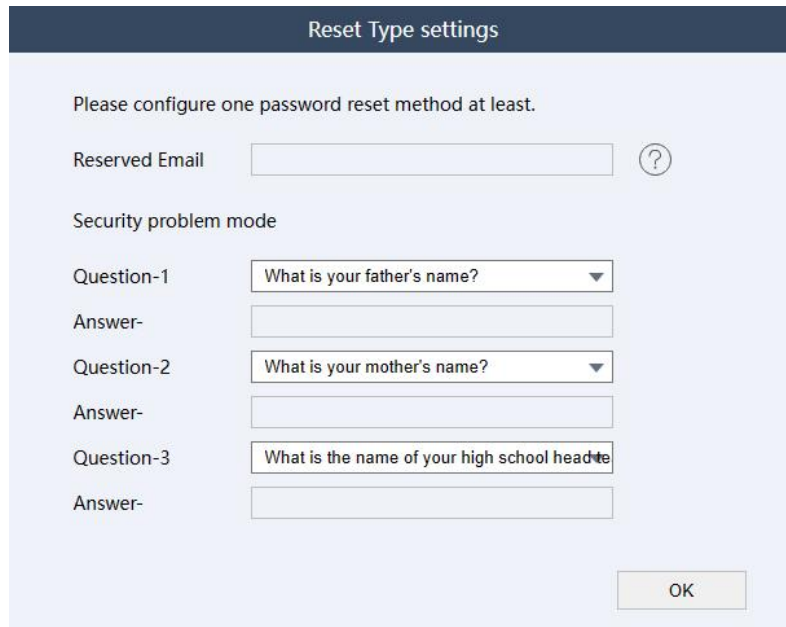 Reset Type settings
Please configure one password reset method at least.
Reserved Email ?
Security problem mode
Question-1 What is your father's name?
Answer-
Question-2 What is your mother's name?
Answer-
Question-3 What is the name of your high school head te
Answer-
OK